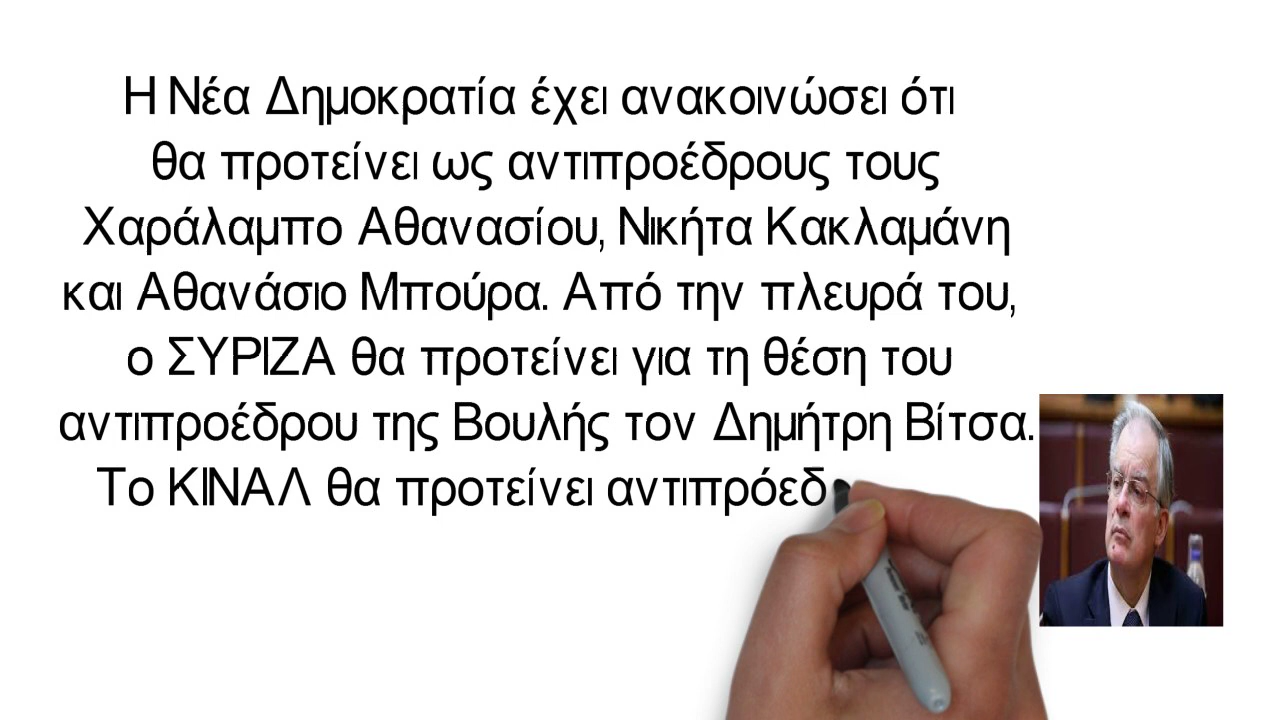 Η Νέα Δημοκρατία έχει ανακοινώσει ότι
θα προτείνει ως αντιπροέδρους τους
Χαράλαμπο Αθανασίου, Νικήτα Κακλαμάνη
και Αθανάσιο Μπούρα. Από την πλευρά του,
ο ΣΥΡΙΖΑ θα προτείνει για τη θέση του
αντιπροέδρου της Βουλής τον Δημήτρη Βίτσα.
Το ΚΙΝΑΛ θα προτείνει αντιπρόεδ